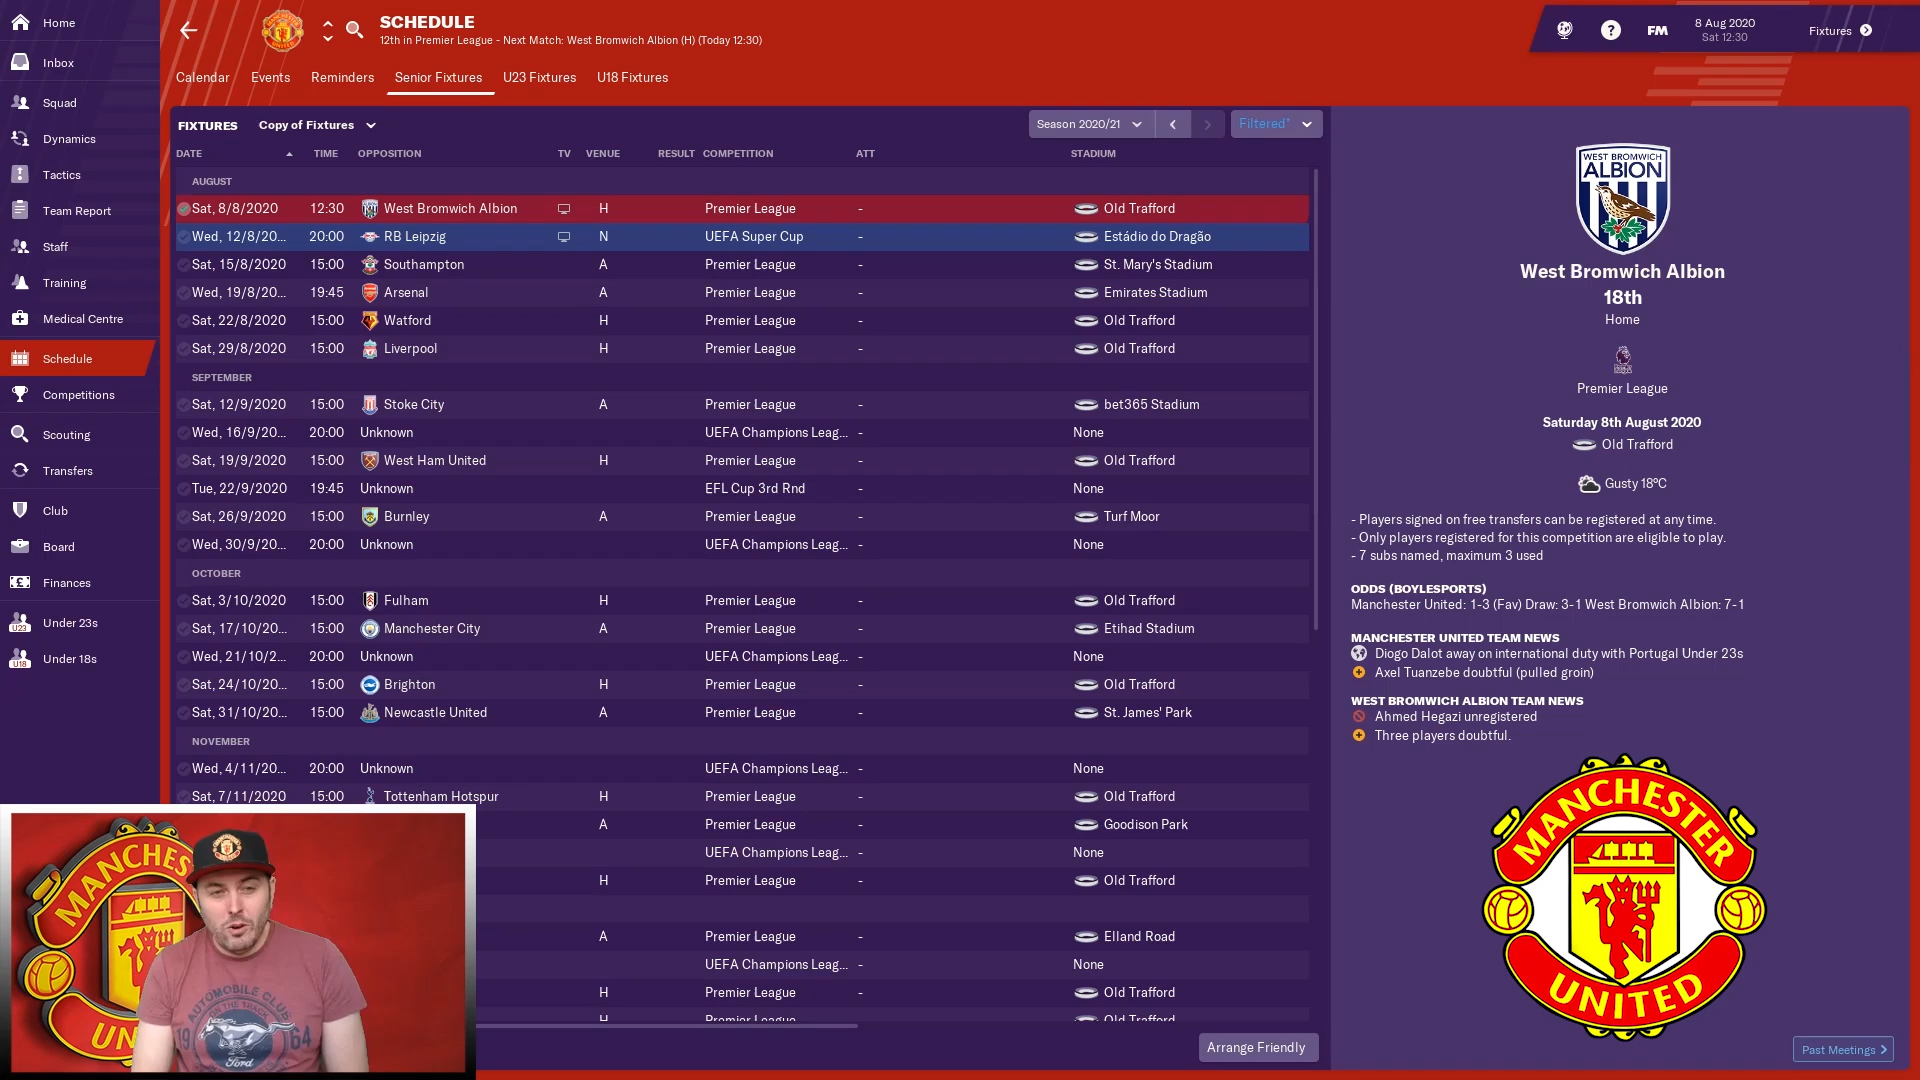 Home
Inbox
Squad
Dynamics
Tactics
Team Report
Staff
Training
Medical Centre
Schedule
Competitions
Scouting
Transfers
Club
Board
Finances
U23 Under 23s
U18 Under 18s
SCHEDULE
12th in Premier League - Next Match: West Bromwich Albion (H) (Today 12:30)
? FM 8 Aug 2020
Sat 12:30
Fixtures
Calendar Events Reminders Senior Fixtures U23 Fixtures U18 Fixtures
FIXTURES Copy of Fixtures Season 2020/21 Filtered*
DATE TIME OPPOSITION TV VENUE RESULT COMPETITION ATT STADIUM
AUGUST
Sat, 8/8/2020 12:30 West Bromwich Albion H Premier League - Old Trafford
Wed, 12/8/20... 20:00 RB Leipzig N UEFA Super Cup - Estádio do Dragão
Sat, 15/8/2020 15:00 Southampton A Premier League - St. Mary's Stadium
Wed, 19/8/20... 19:45 Arsenal A Premier League - Emirates Stadium
Sat, 22/8/2020 15:00 Watford H Premier League - Old Trafford
Sat, 29/8/2020 15:00 Liverpool H Premier League - Old Trafford
SEPTEMBER
Sat, 12/9/2020 15:00 Stoke City A Premier League - bet365 Stadium
Wed, 16/9/20... 20:00 Unknown UEFA Champions Leag... - None
Sat, 19/9/2020 15:00 West Ham United H Premier League - Old Trafford
Tue, 22/9/2020 19:45 Unknown EFL Cup 3rd Rnd - None
Sat, 26/9/2020 15:00 Burnley A Premier League - Turf Moor
Wed, 30/9/20... 20:00 Unknown UEFA Champions Leag... - None
OCTOBER
Sat, 3/10/2020 15:00 Fulham H Premier League - Old Trafford
Sat, 17/10/20... 15:00 Manchester City A Premier League - Etihad Stadium
Wed, 21/10/2... 20:00 Unknown UEFA Champions Leag... - None
Sat, 24/10/20... 15:00 Brighton H Premier League - Old Trafford
Sat, 31/10/20... 15:00 Newcastle United A Premier League - St. James' Park
NOVEMBER
Wed, 4/11/20... 20:00 Unknown UEFA Champions Leag... - None
Sat, 7/11/2020 15:00 Tottenham Hotspur H Premier League - Old Trafford
A Premier League - Goodison Park
UEFA Champions Leag... - None
H Premier League - Old Trafford
A Premier League - Elland Road
UEFA Champions Leag... - None
H Premier League - Old Trafford
H Premier League - Old Trafford
Arrange Friendly
WEST BROMWICH
ALBION
West Bromwich Albion
18th
Home
Premier League
Saturday 8th August 2020
Old Trafford
Gusty 18ºC
- Players signed on free transfers can be registered at any time.
- Only players registered for this competition are eligible to play.
- 7 subs named, maximum 3 used
ODDS (BOYLESPORTS)
Manchester United: 1-3 (Fav) Draw: 3-1 West Bromwich Albion: 7-1
MANCHESTER UNITED TEAM NEWS
Diogo Dalot away on international duty with Portugal Under 23s
Axel Tuanzebe doubtful (pulled groin)
WEST BROMWICH ALBION TEAM NEWS
Ahmed Hegazi unregistered
Three players doubtful.
MANCHESTER
UNITED
Past Meetings
MANCHES
UN
AUTOMOBILE CLUB
19 64
Ford